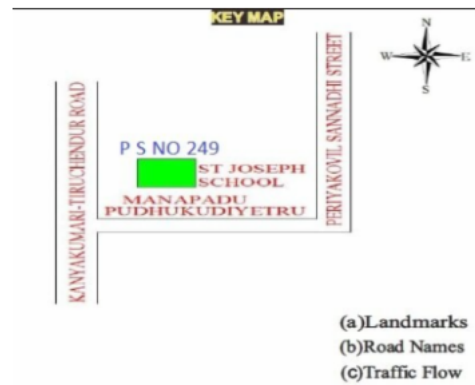 KEY MAP
N
W E
S
KANYAKUMARI-TIRUCHENDUR ROAD
PERIYAKOVIL SANNADHI STREET
P S NO 249
ST JOSEPH
SCHOOL
MANAPADU
PUDHUKUDIYETRU
(a)Landmarks
(b)Road Names
(c)Traffic Flow